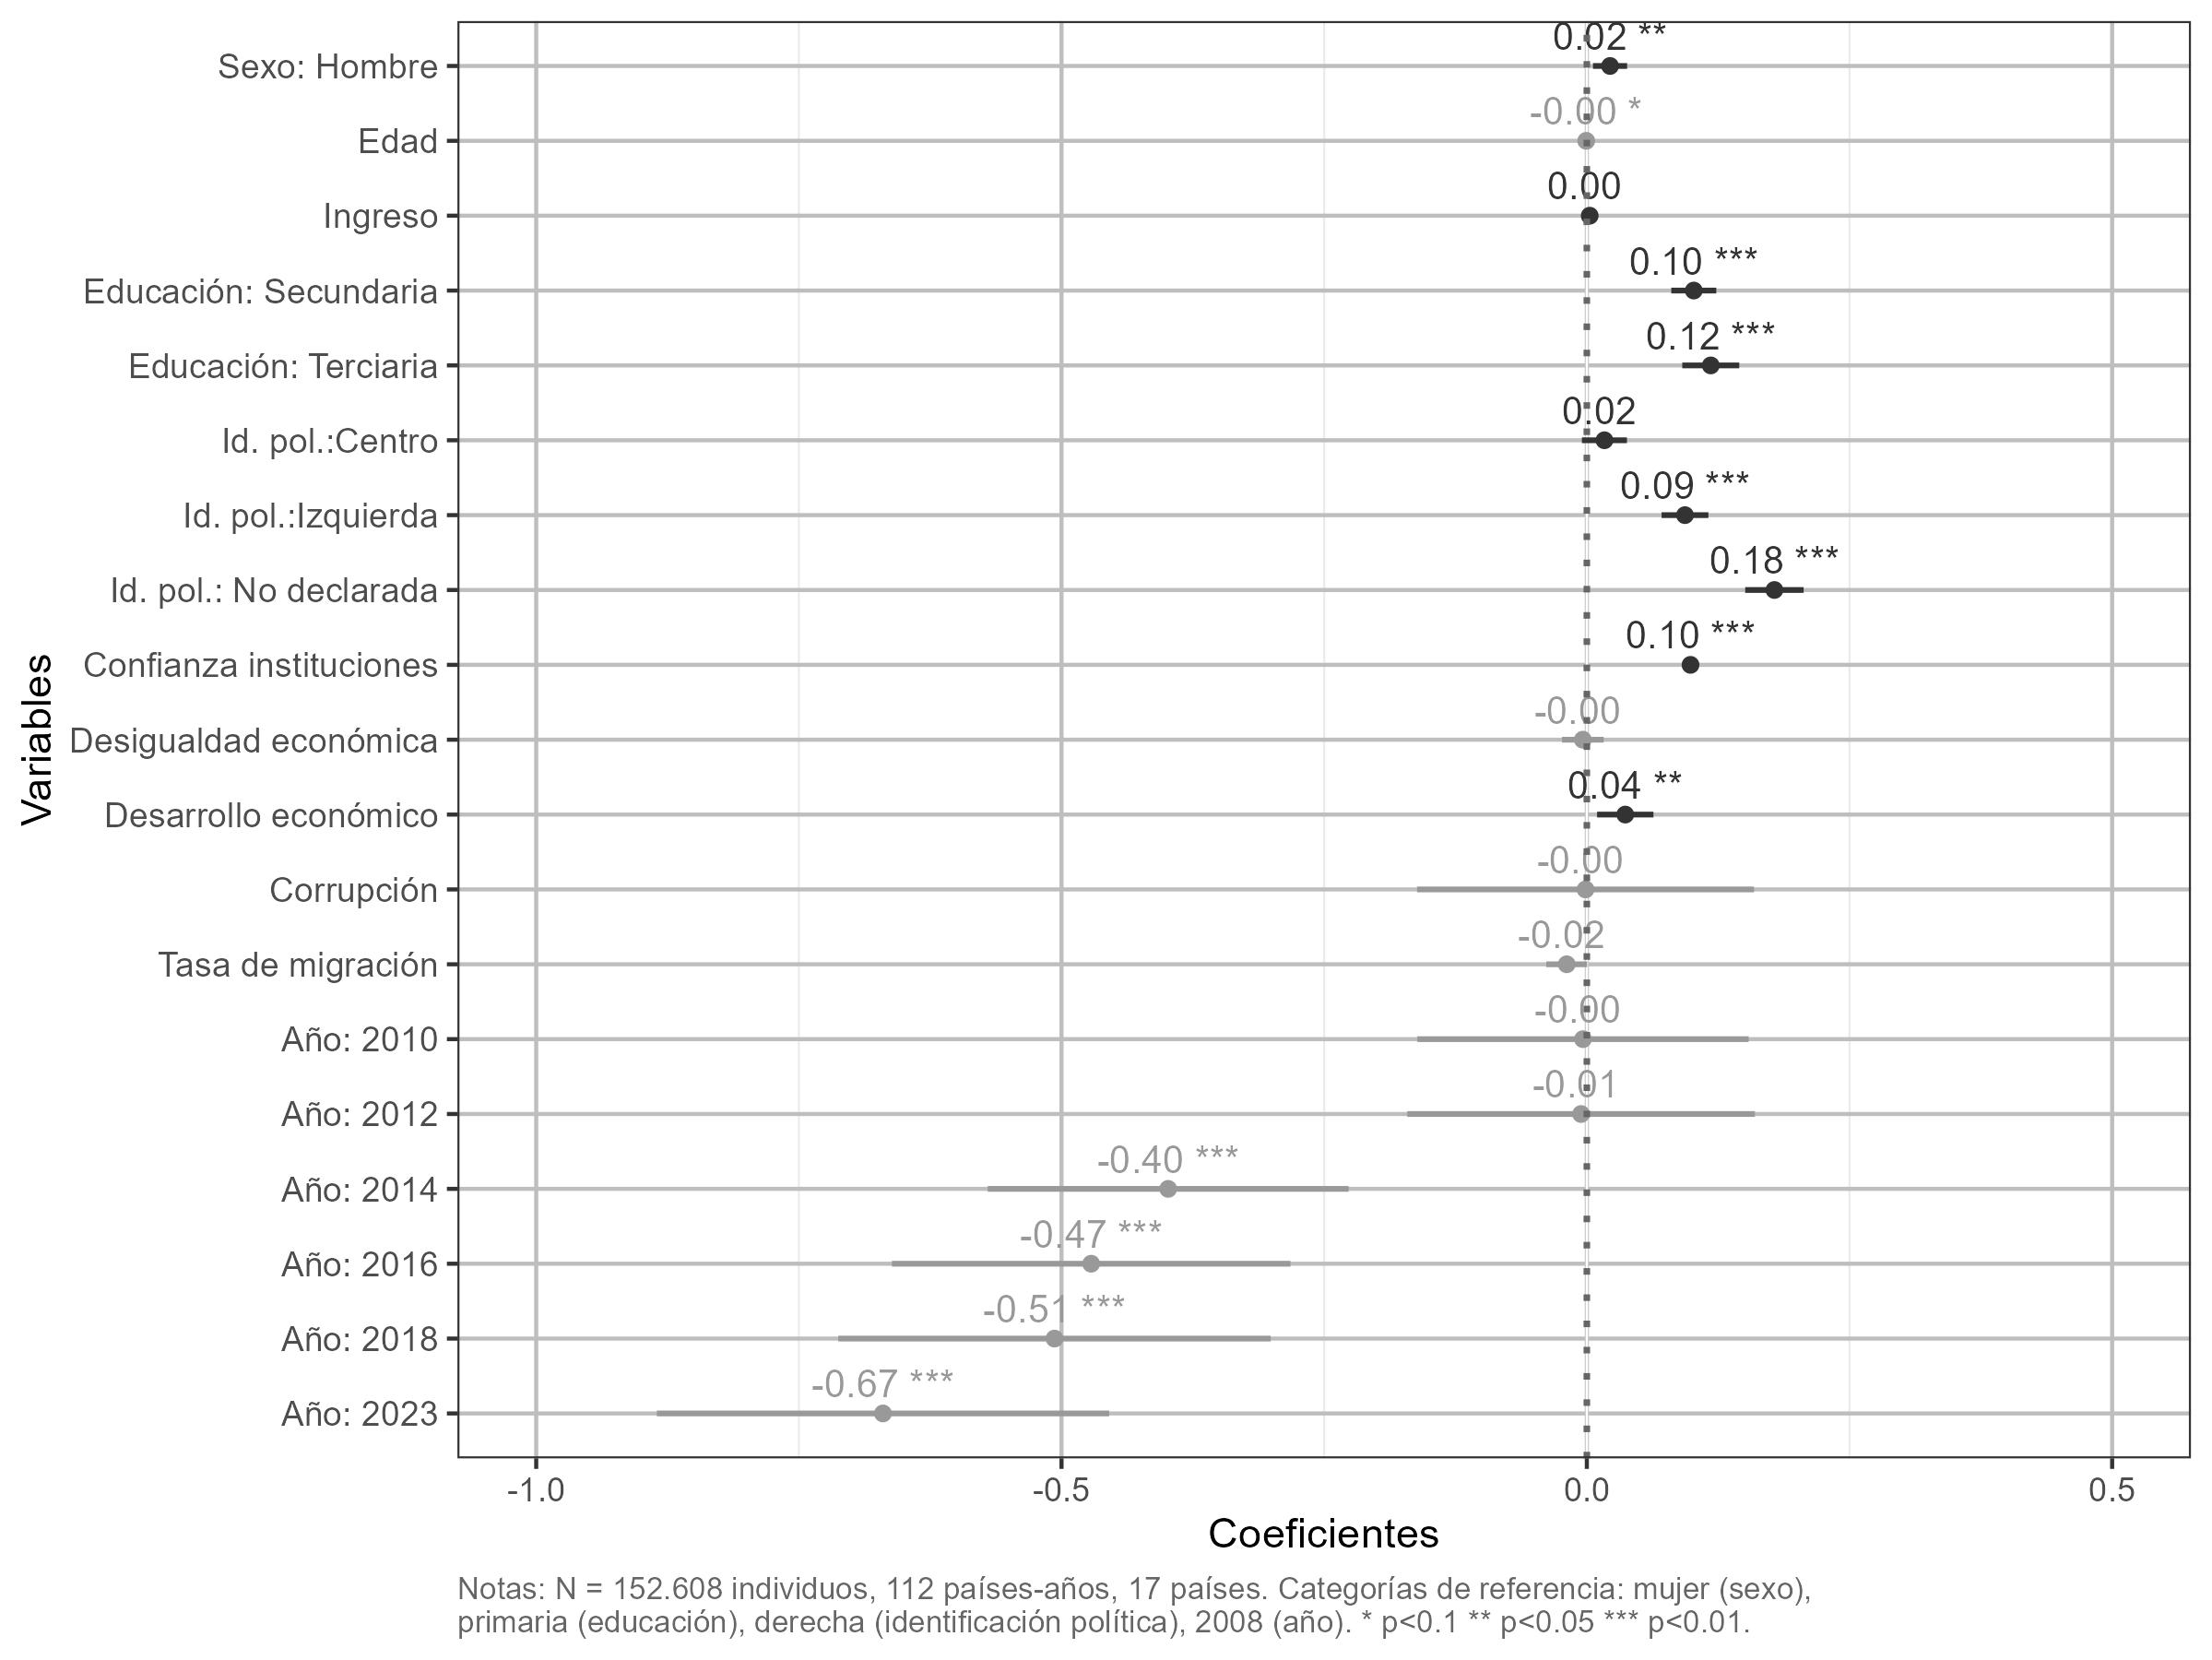 Variables
Sexo: Hombre
0.02 **
Edad
-0.00 *
Ingreso
0.00
Educación: Secundaria
0.10 ***
Educación: Terciaria
0.12 ***
Id. pol.:Centro
0.02
Id. pol.:Izquierda
0.09 ***
Id. pol.: No declarada
0.18 ***
Confianza instituciones
0.10 ***
Desigualdad económica
-0.00
Desarrollo económico
0.04 **
Corrupción
-0.00
Tasa de migración
-0.02
Año: 2010
-0.00
Año: 2012
-0.01
Año: 2014
-0.40 ***
Año: 2016
-0.47 ***
Año: 2018
-0.51 ***
Año: 2023
-0.67 ***
-1.0 -0.5 0.0 0.5
Coeficientes
Notas: N = 152.608 individuos, 112 países-años, 17 países. Categorías de referencia: mujer (sexo),
primaria (educación), derecha (identificación política), 2008 (año). * p<0.1 ** p<0.05 *** p<0.01.